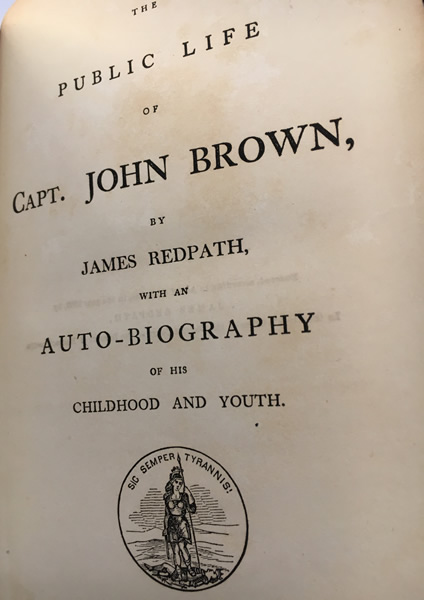 THE
PUBLIC LIFE
OF
CAPT. JOHN BROWN,
BY
JAMES REDPATH,
WITH AN
AUTO-BIOGRAPHY
OF HIS
CHILDHOOD AND YOUTH.
SIC SEMPER TYRANNIS!